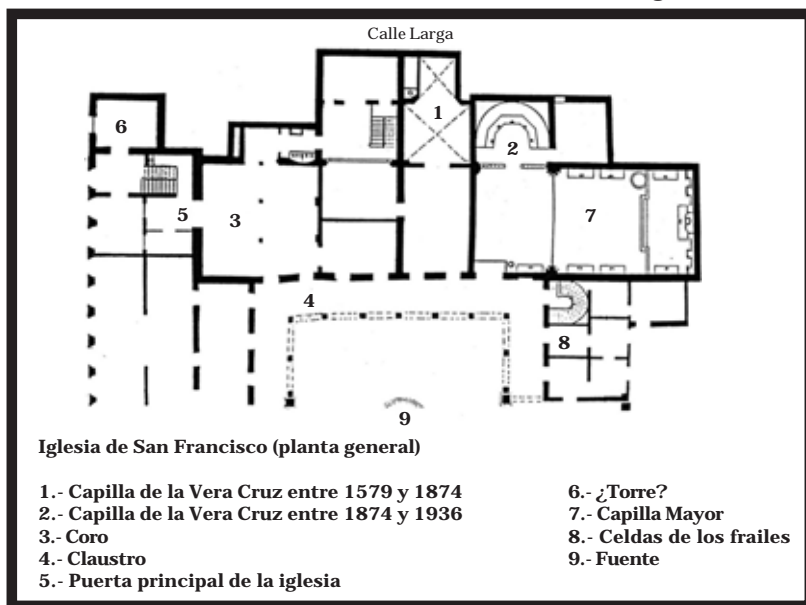 Calle Larga
6
1
2
5
3
7
4
8
9
Iglesia de San Francisco (planta general)
1.- Capilla de la Vera Cruz entre 1579 y 1874
2.- Capilla de la Vera Cruz entre 1874 y 1936
3.- Coro
4.- Claustro
5.- Puerta principal de la iglesia
6.- ¿Torre?
7.- Capilla Mayor
8.- Celdas de los frailes
9.- Fuente